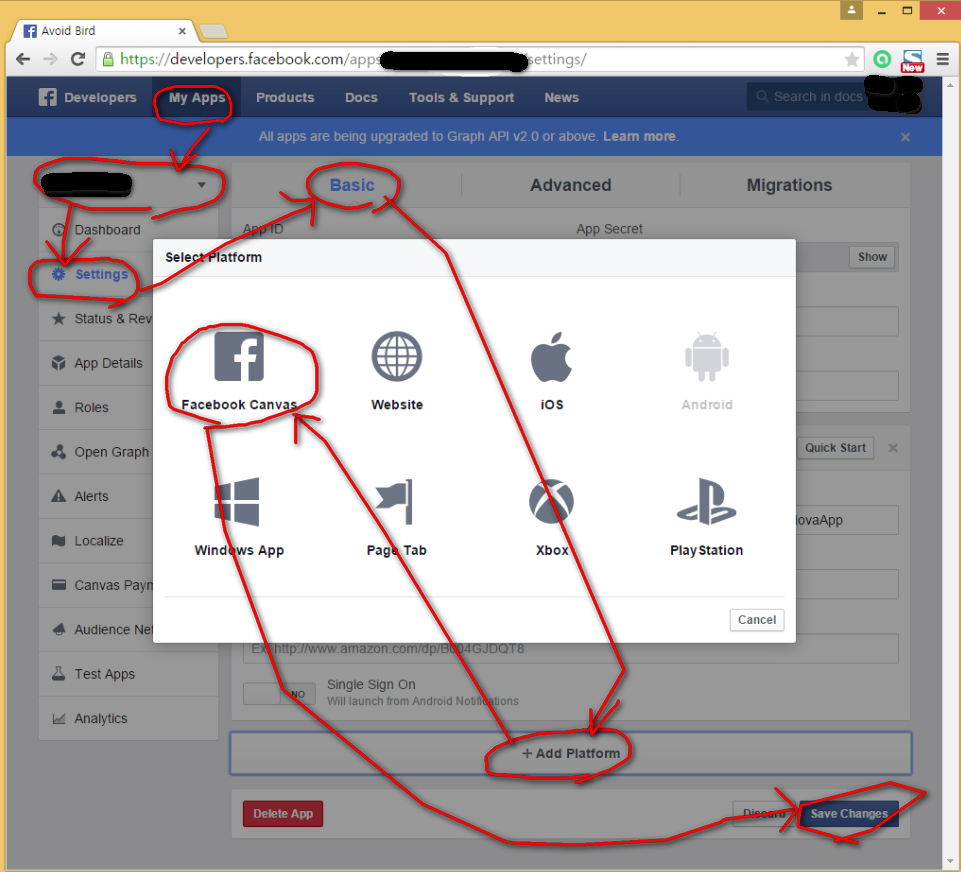 Avoid Bird
https://developers.facebook.com/apps
settings/
New
Developers
My Apps
Products
Docs
Tools & Support
News
Search in docs
All apps are being upgraded to Graph API v2.0 or above. Learn more.
Basic
Advanced
Migrations
Dashboard
Settings
Status & Rev
App Details
Roles
Open Graph
Alerts
Localize
Canvas Paym
Audience Net
Test Apps
Analytics
App ID
App Secret
Show
Select Platform
Facebook Canvas
Website
iOS
Android
Windows App
Page Tab
Xbox
PlayStation
Cancel
Quick Start
lovaApp
Ex: http://www.amazon.com/dp/B004GJDQT8
NO
Single Sign On
Will launch from Android Notifications
+ Add Platform
Delete App
Discard
Save Changes